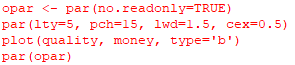 opar <- par(no.readonly=TRUE)
par(lty=5, pch=15, lwd=1.5, cex=0.5)
plot(quality, money, type='b')
par(opar)